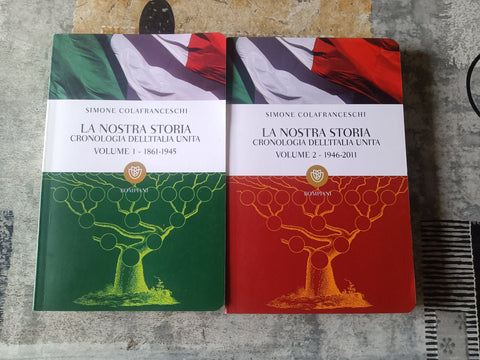 SIMONE COLAFRANCESCHI
LA NOSTRA STORIA
CRONOLOGIA DELL'ITALIA UNITA
VOLUME 1 - 1861-1945
BOMPIANI
SIMONE COLAFRANCESCHI
LA NOSTRA STORIA
CRONOLOGIA DELL'ITALIA UNITA
VOLUME 2 - 1946-2011
BOMPIANI